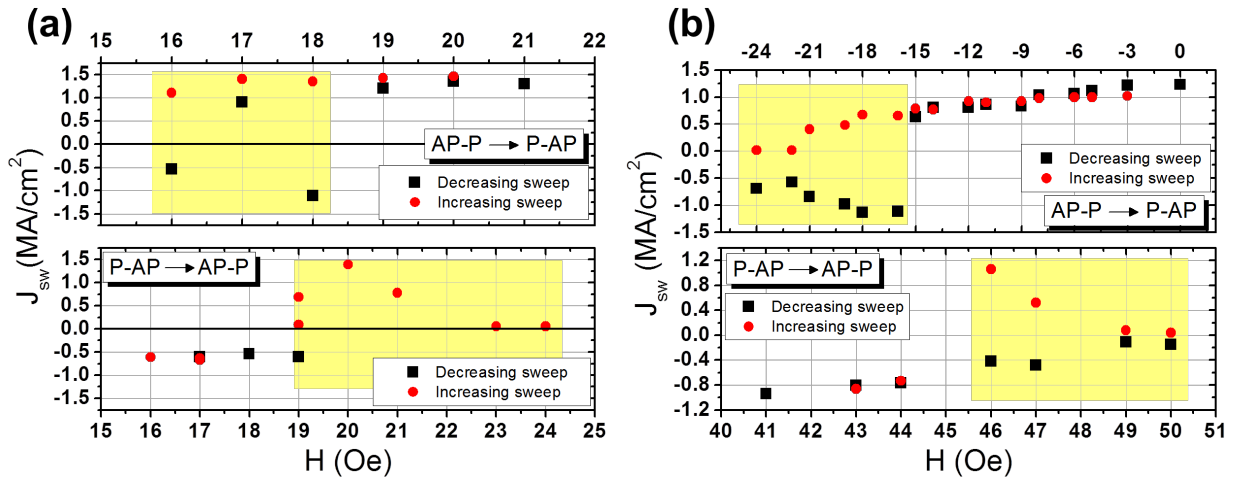 (a)
15 16 17 18 19 20 21 22
1.5
1.0
0.5
0.0
-0.5
-1.0
-1.5
AP-P → P-AP
Decreasing sweep
Increasing sweep
J_sw (MA/cm²)
P-AP → AP-P
1.5
1.0
0.5
0.0
-0.5
-1.0
-1.5
Decreasing sweep
Increasing sweep
15 16 17 18 19 20 21 22 23 24 25
H (Oe)
(b)
-24 -21 -18 -15 -12 -9 -6 -3 0
1.5
1.0
0.5
0.0
-0.5
-1.0
-1.5
Decreasing sweep
Increasing sweep
AP-P → P-AP
J_sw (MA/cm²)
P-AP → AP-P
1.2
0.8
0.4
0.0
-0.4
-0.8
-1.2
Decreasing sweep
Increasing sweep
40 41 42 43 44 45 46 47 48 49 50 51
H (Oe)